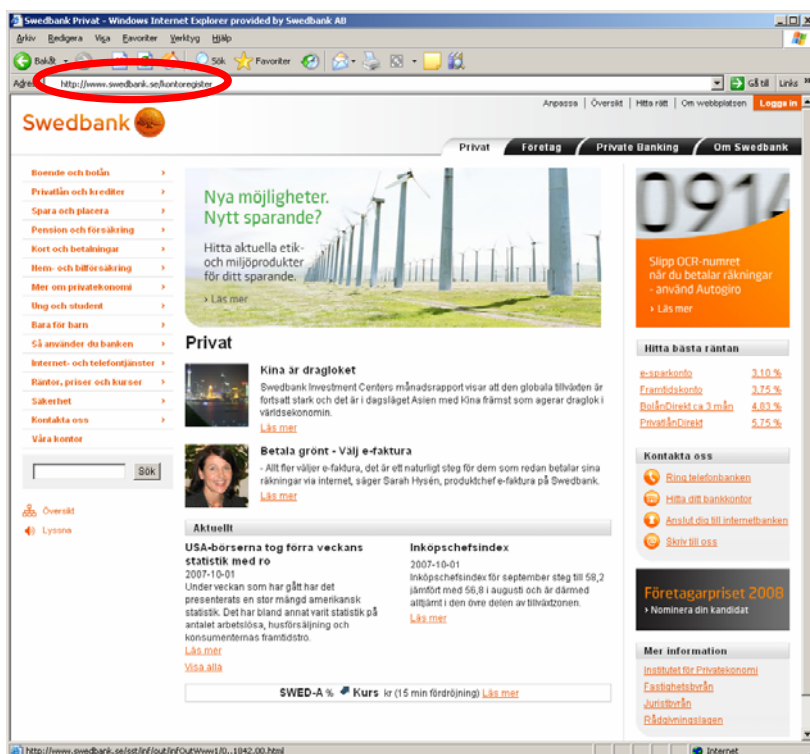 Swedbank Privat - Windows Internet Explorer provided by Swedbank AB
Arkiv Redigera Visa Favoriter Verktyg Hjälp
Bakåt Sök Favoriter
Adress http://www.swedbank.se/kontoregister Gå till Links »
Anpassa | Översikt | Hitta rätt | Om webbplatsen Logga in
Swedbank
Privat Företag Private Banking Om Swedbank
Boende och bolån
Privatlån och krediter
Spara och placera
Pension och försäkring
Kort och betalningar
Hem- och bilförsäkring
Mer om privatekonomi
Ung och student
Bara för barn
Så använder du banken
Internet- och telefontjänster
Räntor, priser och kurser
Säkerhet
Kontakta oss
Våra kontor
Sök
Översikt
Lyssna
Nya möjligheter.
Nytt sparande?
Hitta aktuella etik-
och miljöprodukter
för ditt sparande.
› Läs mer
Privat
Kina är dragloket
Swedbank Investment Centers månadsrapport visar att den globala tillväxten är
fortsatt stark och det är i dagsläget Asien med Kina främst som agerar draglok i
världsekonomin.
Läs mer
Betala grönt - Välj e-faktura
- Allt fler väljer e-faktura, det är ett naturligt steg för dem som redan betalar sina
räkningar via internet, säger Sarah Hysén, produktchef e-faktura på Swedbank.
Läs mer
Aktuellt
USA-börserna tog förra veckans
statistik med ro
2007-10-01
Under veckan som har gått har det
presenterats en stor mängd amerikansk
statistik. Det har bland annat varit statistik på
antalet arbetslösa, husförsäljning och
konsumenternas framtidstro.
Läs mer
Visa alla
Inköpschefsindex
2007-10-01
Inköpschefsindex för september steg till 58,2
jämfört med 56,8 i augusti och är därmed
alltjämt i den övre delen av tillväxtzonen.
Läs mer
SWED-A % Kurs kr (15 min fördröjning) Läs mer
0914
Slipp OCR-numret
när du betalar räkningar
- använd Autogiro
› Läs mer
Hitta bästa räntan
e-sparkonto 3,10 %
Framtidskonto 3,75 %
BolånDirekt ca 3 mån 4,83 %
PrivatlånDirekt 5,75 %
Kontakta oss
Ring telefonbanken
Hitta ditt bankkontor
Anslut dig till internetbanken
Skriv till oss
Företagarpriset 2008
› Nominera din kandidat
Mer information
Institutet för Privatekonomi
Fastighetsbyrån
Juristbyrån
Rådgivningslagen
http://www.swedbank.se/sst/inf/out/infOutWww1/0,,1842,00.html Internet